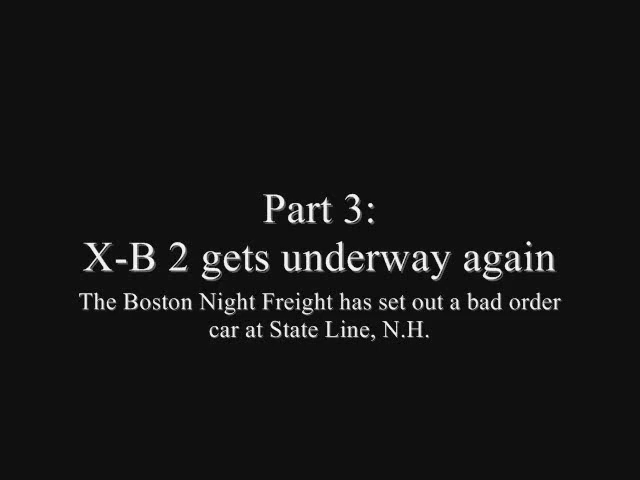 Part 3:
X-B 2 gets underway again
The Boston Night Freight has set out a bad order
car at State Line, N.H.